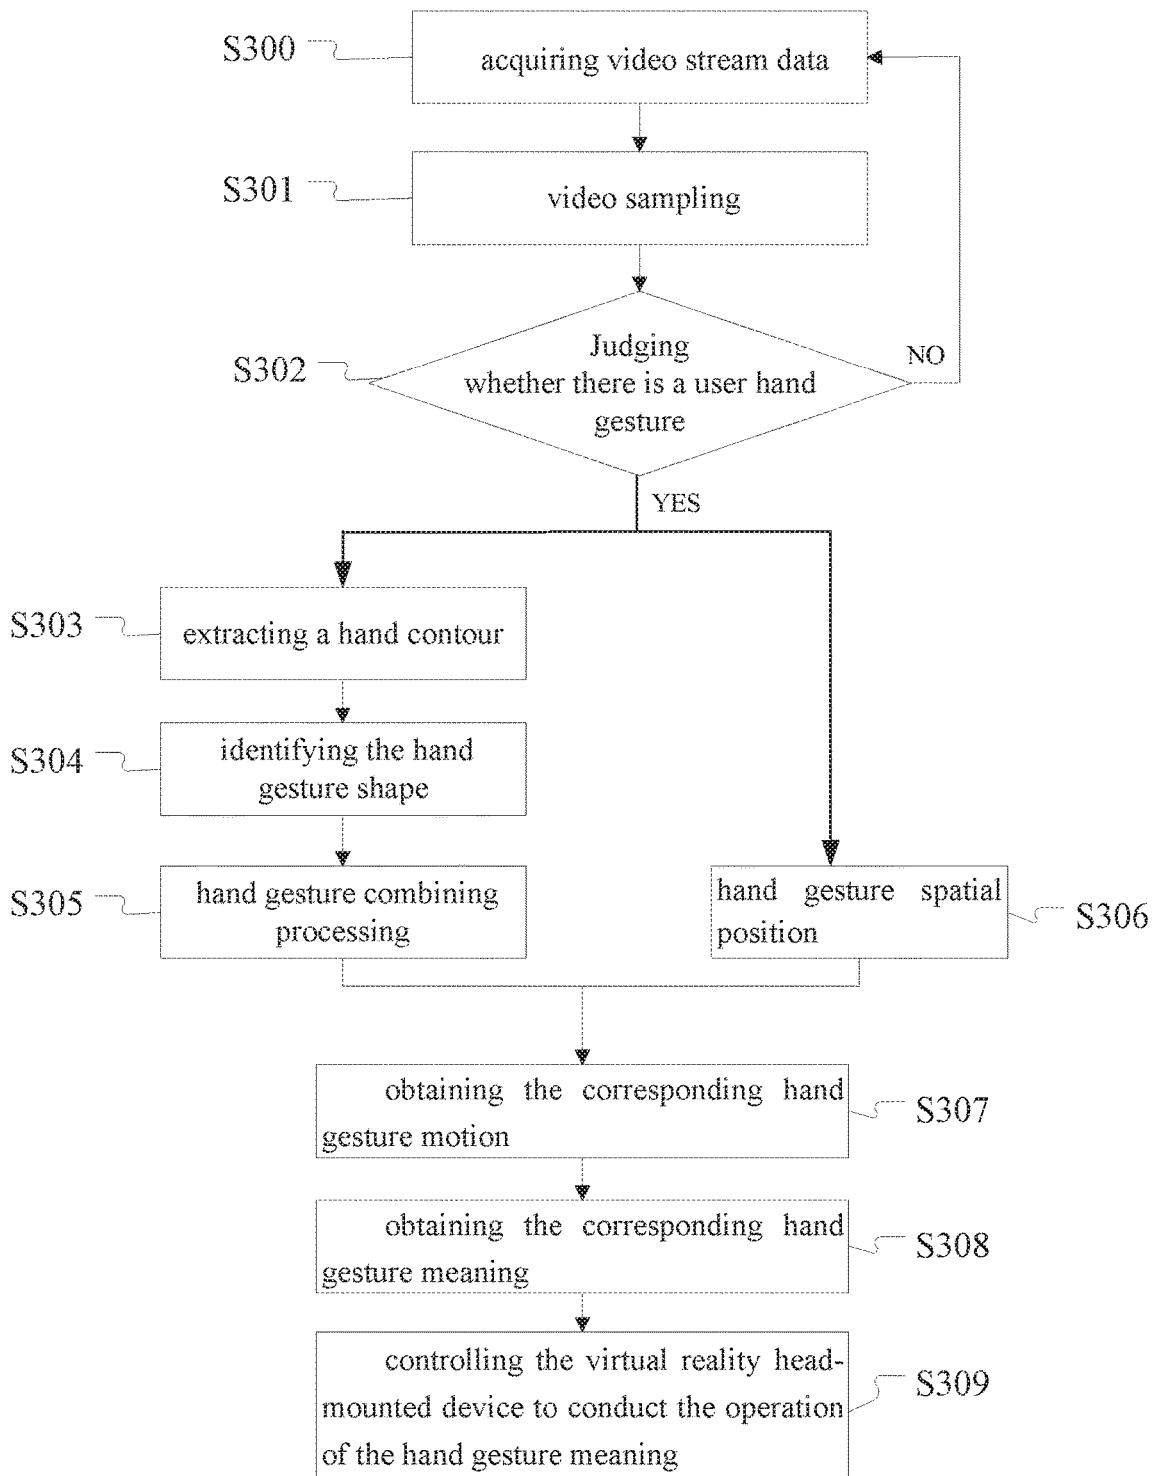 S300
acquiring video stream data
S301
video sampling
S302
Judging
whether there is a user hand
gesture
NO
YES
S303
extracting a hand contour
S304
identifying the hand
gesture shape
S305
hand gesture combining
processing
hand gesture spatial
position
S306
obtaining the corresponding hand
gesture motion
S307
obtaining the corresponding hand
gesture meaning
S308
controlling the virtual reality head-
mounted device to conduct the operation
of the hand gesture meaning
S309